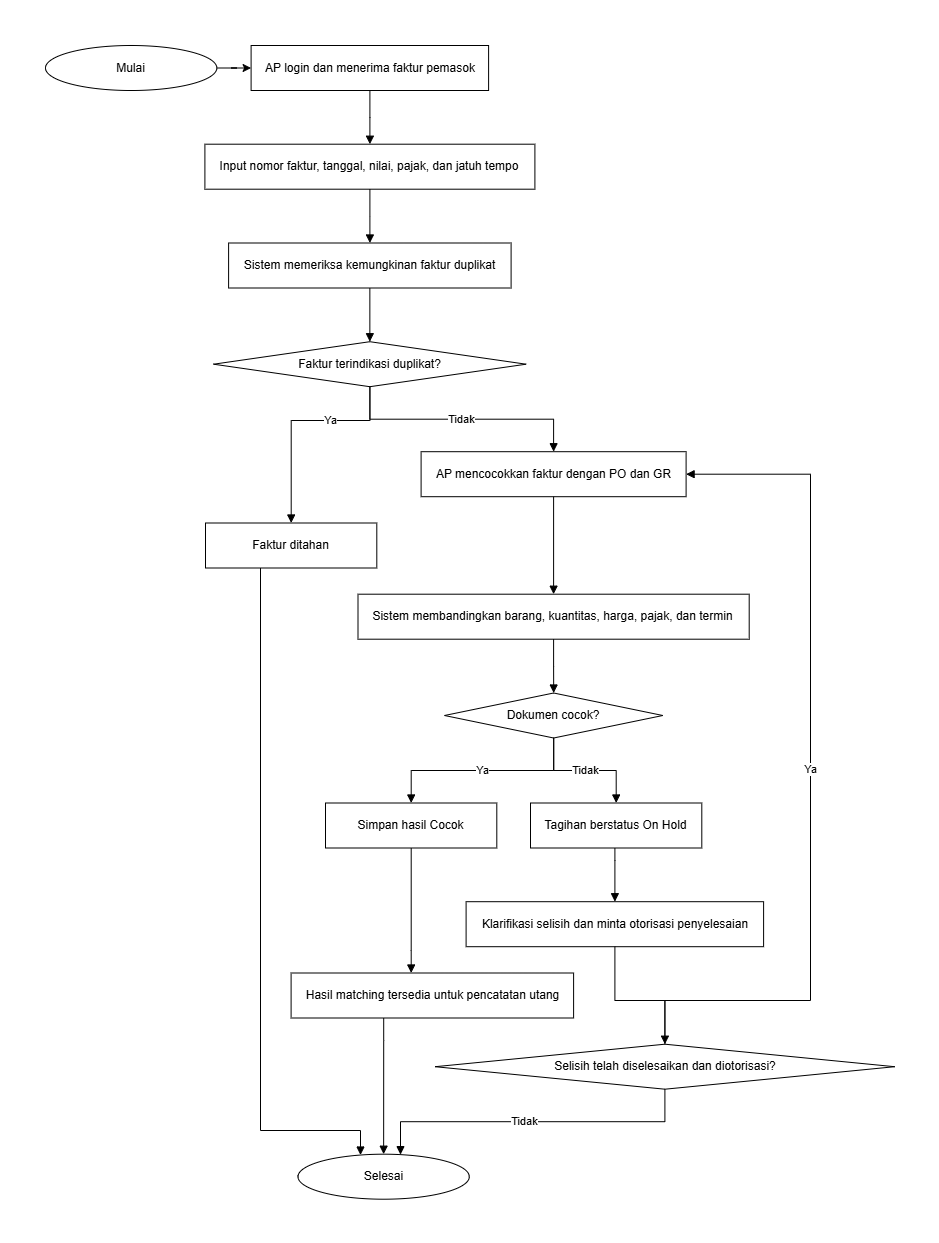 Mulai
AP login dan menerima faktur pemasok
Input nomor faktur, tanggal, nilai, pajak, dan jatuh tempo
Sistem memeriksa kemungkinan faktur duplikat
Faktur terindikasi duplikat?
Ya
Tidak
AP mencocokkan faktur dengan PO dan GR
Faktur ditahan
Sistem membandingkan barang, kuantitas, harga, pajak, dan termin
Dokumen cocok?
Ya
Tidak
Ya
Simpan hasil Cocok
Tagihan berstatus On Hold
Klarifikasi selisih dan minta otorisasi penyelesaian
Hasil matching tersedia untuk pencatatan utang
Selisih telah diselesaikan dan diotorisasi?
Tidak
Selesai